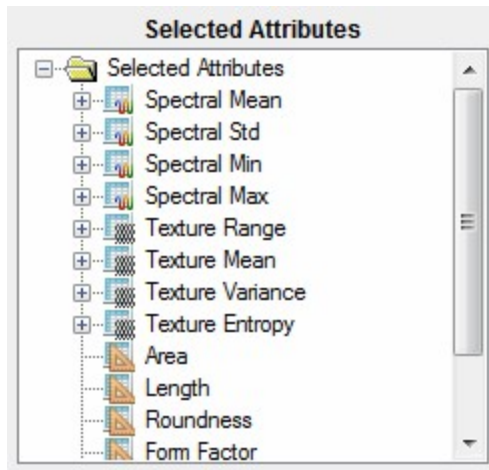 Selected Attributes
Selected Attributes
Spectral Mean
Spectral Std
Spectral Min
Spectral Max
Texture Range
Texture Mean
Texture Variance
Texture Entropy
Area
Length
Roundness
Form Factor